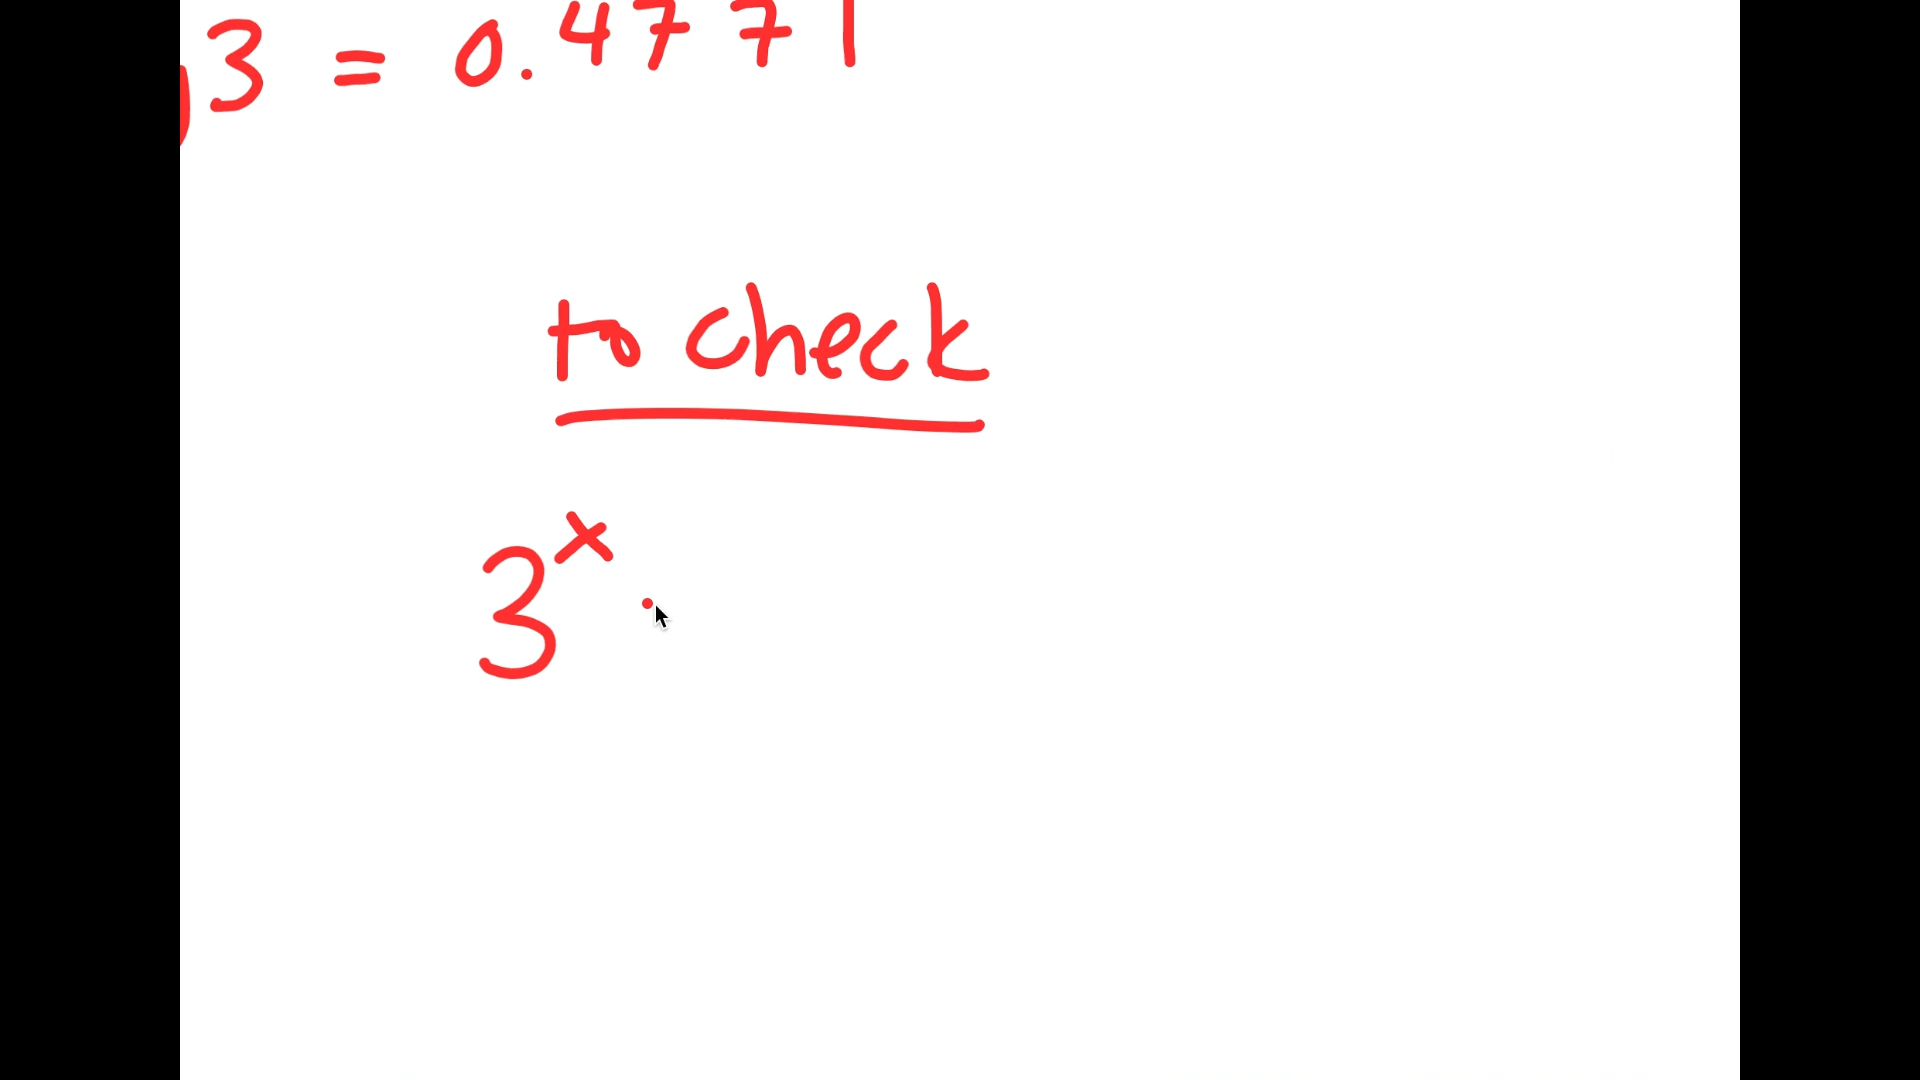 3 = 0.4771
to check
3^x